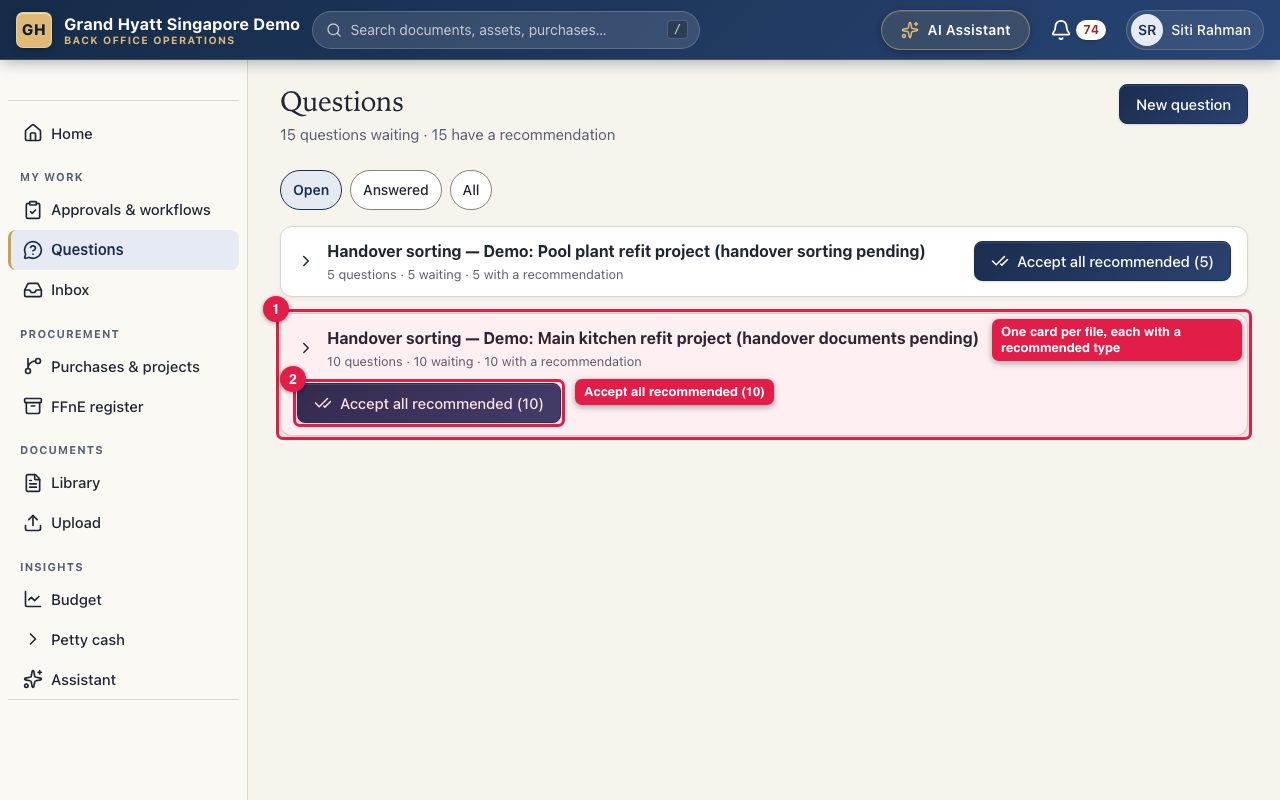 GH
Grand Hyatt Singapore Demo
BACK OFFICE OPERATIONS
Search documents, assets, purchases...
/
AI Assistant
74
SR
Siti Rahman
Home
MY WORK
Approvals & workflows
Questions
Inbox
PROCUREMENT
Purchases & projects
FFnE register
DOCUMENTS
Library
Upload
INSIGHTS
Budget
Petty cash
Assistant
Questions
15 questions waiting · 15 have a recommendation
New question
Open
Answered
All
Handover sorting — Demo: Pool plant refit project (handover sorting pending)
5 questions · 5 waiting · 5 with a recommendation
Accept all recommended (5)
1
Handover sorting — Demo: Main kitchen refit project (handover documents pending)
10 questions · 10 waiting · 10 with a recommendation
One card per file, each with a
recommended type
2
Accept all recommended (10)
Accept all recommended (10)